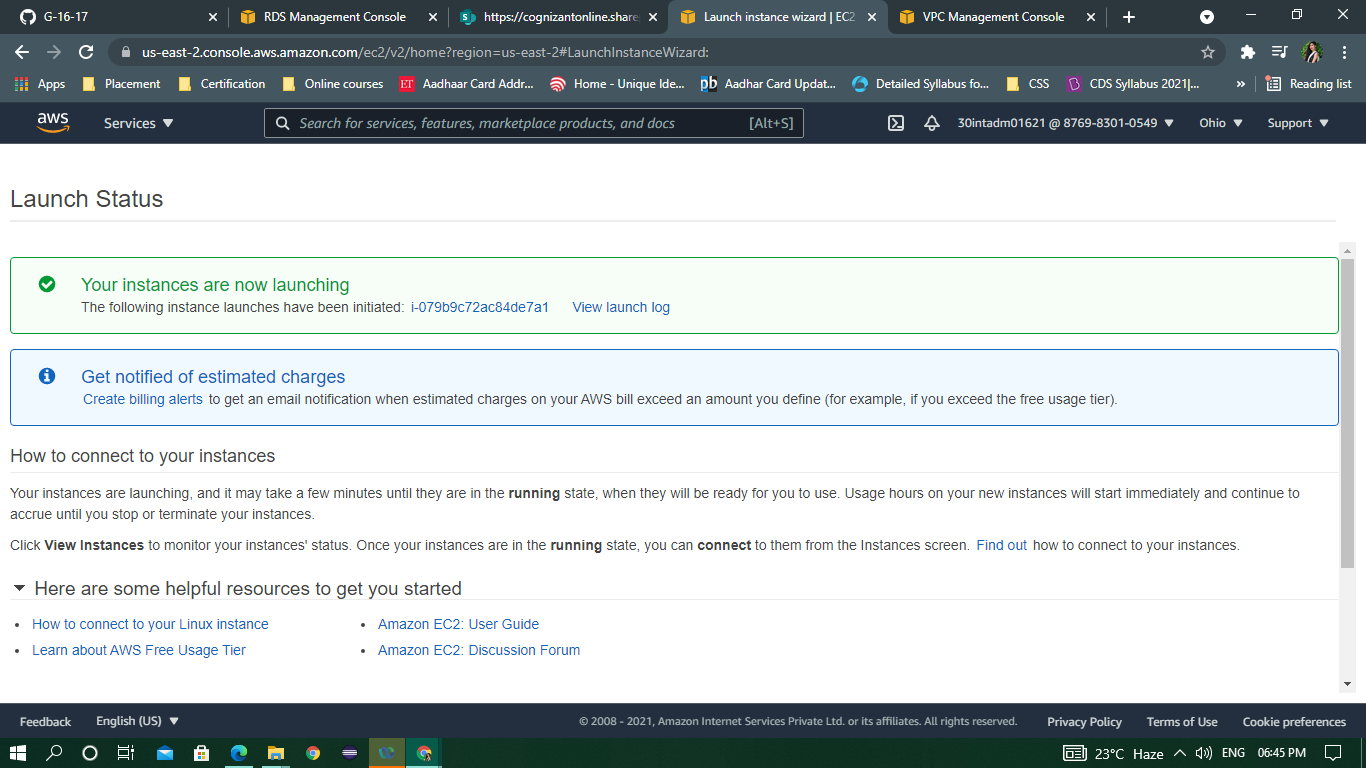 G-16-17
RDS Management Console
https://cognizantonline.share
Launch instance wizard | EC2
VPC Management Console
us-east-2.console.aws.amazon.com/ec2/v2/home?region=us-east-2#LaunchInstanceWizard:
Apps
Placement
Certification
Online courses
ET
Aadhaar Card Addr...
Home - Unique Ide...
pb
Aadhar Card Updat...
Detailed Syllabus fo...
CSS
B
CDS Syllabus 2021|...
»
Reading list
aws
Services
Search for services, features, marketplace products, and docs
[Alt+S]
30intadm01621 @ 8769-8301-0549
Ohio
Support
Launch Status
Your instances are now launching
The following instance launches have been initiated: i-079b9c72ac84de7a1 View launch log
Get notified of estimated charges
Create billing alerts to get an email notification when estimated charges on your AWS bill exceed an amount you define (for example, if you exceed the free usage tier).
How to connect to your instances
Your instances are launching, and it may take a few minutes until they are in the running state, when they will be ready for you to use. Usage hours on your new instances will start immediately and continue to
accrue until you stop or terminate your instances.
Click View Instances to monitor your instances' status. Once your instances are in the running state, you can connect to them from the Instances screen. Find out how to connect to your instances.
Here are some helpful resources to get you started
• How to connect to your Linux instance
• Learn about AWS Free Usage Tier
• Amazon EC2: User Guide
• Amazon EC2: Discussion Forum
Feedback
English (US)
© 2008 - 2021, Amazon Internet Services Private Ltd. or its affiliates. All rights reserved.
Privacy Policy
Terms of Use
Cookie preferences
23°C Haze
ENG
06:45 PM